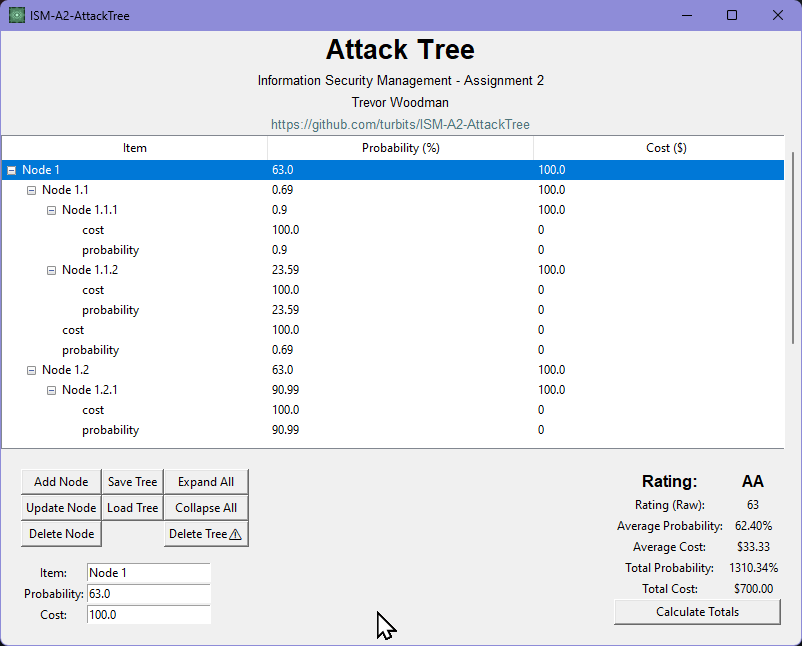 ISM-A2-AttackTree
Attack Tree
Information Security Management - Assignment 2
Trevor Woodman
https://github.com/turbits/ISM-A2-AttackTree
Item Probability (%) Cost ($)
Node 1 63.0 100.0
Node 1.1 0.69 100.0
Node 1.1.1 0.9 100.0
cost 100.0 0
probability 0.9 0
Node 1.1.2 23.59 100.0
cost 100.0 0
probability 23.59 0
cost 100.0 0
probability 0.69 0
Node 1.2 63.0 100.0
Node 1.2.1 90.99 100.0
cost 100.0 0
probability 90.99 0
Add Node Save Tree Expand All
Update Node Load Tree Collapse All
Delete Node Delete Tree⚠
Item: Node 1
Probability: 63.0
Cost: 100.0
Rating: AA
Rating (Raw): 63
Average Probability: 62.40%
Average Cost: $33.33
Total Probability: 1310.34%
Total Cost: $700.00
Calculate Totals